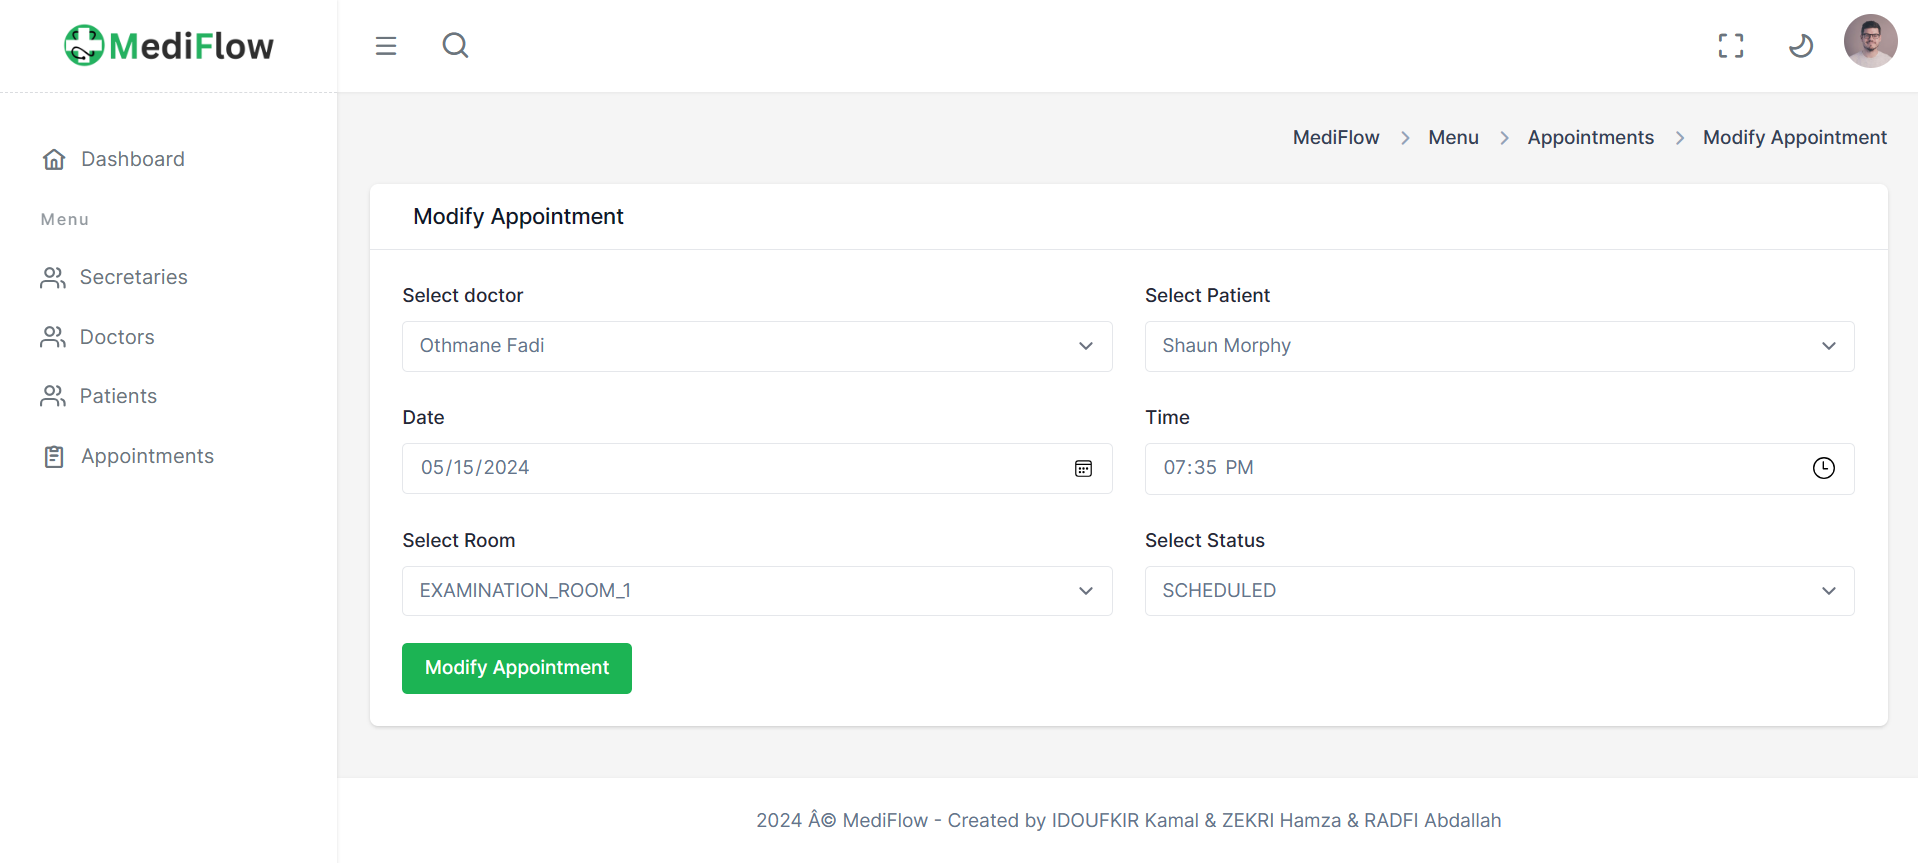 MediFlow
MediFlow > Menu > Appointments > Modify Appointment
Dashboard
Menu
Secretaries
Doctors
Patients
Appointments
Modify Appointment
Select doctor
Othmane Fadi
Select Patient
Shaun Morphy
Date
05/15/2024
Time
07:35 PM
Select Room
EXAMINATION_ROOM_1
Select Status
SCHEDULED
Modify Appointment
2024 Â© MediFlow - Created by IDOUFKIR Kamal & ZEKRI Hamza & RADFI Abdallah